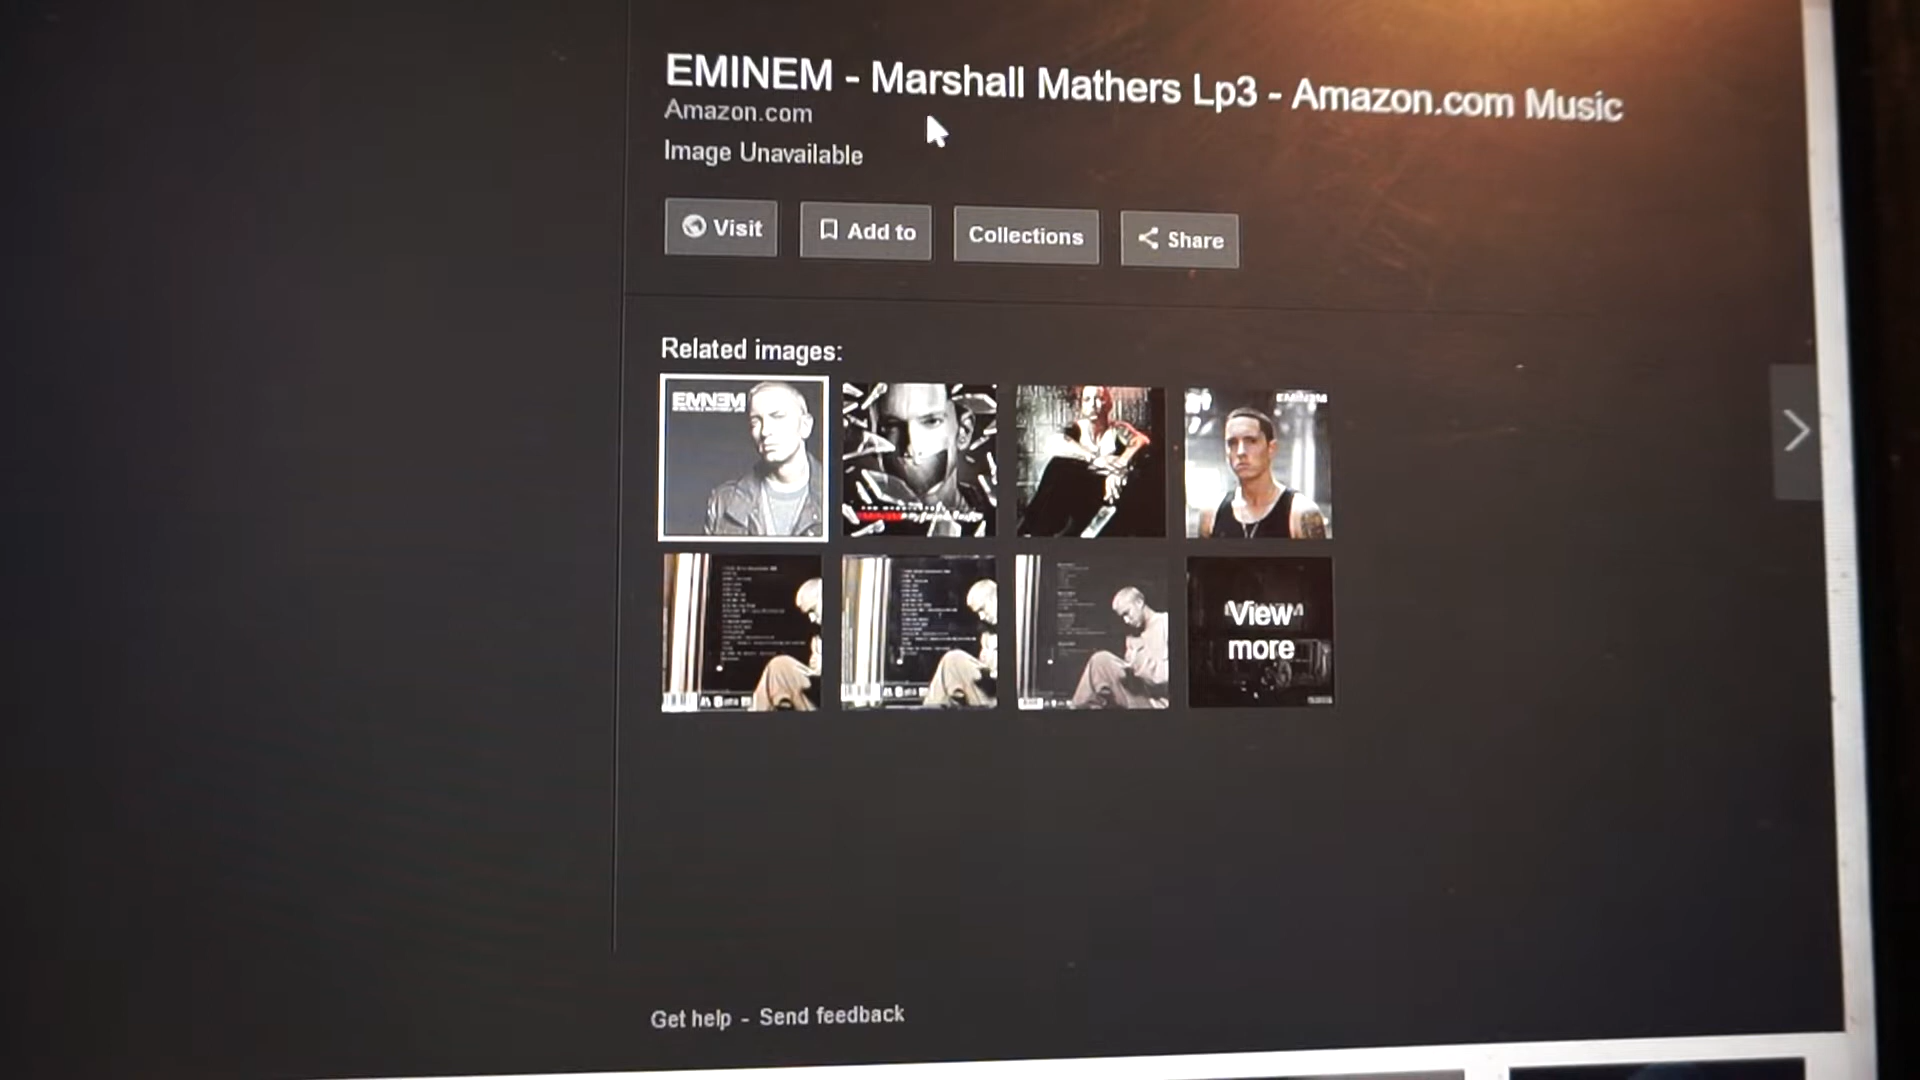 EMINEM - Marshall Mathers Lp3 - Amazon.com Music
Amazon.com
Image Unavailable
Visit
Add to
Collections
Share
Related images:
EMINEM
EMINEM
View
more
Get help - Send feedback